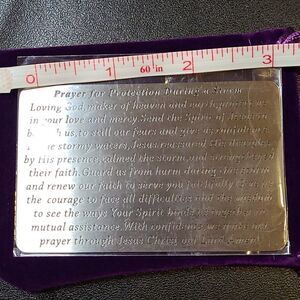 60 in
0 1 2 3
Prayer for Protection During a Storm
Loving God, maker of heaven and earth,
in your love and mercy. Send the Spirit of
us, to still our fears and give us
stormy waters, Jesus reassured the disciples
by His presence, calmed the storm, and
their faith. Guard us from harm during this storm
and renew our faith to serve you faithfully. Give us
the courage to face all difficulties and the wisdom
to see the ways Your Spirit binds
mutual assistance. With confidence we make our
prayer through Jesus Christ, our Lord. Amen!